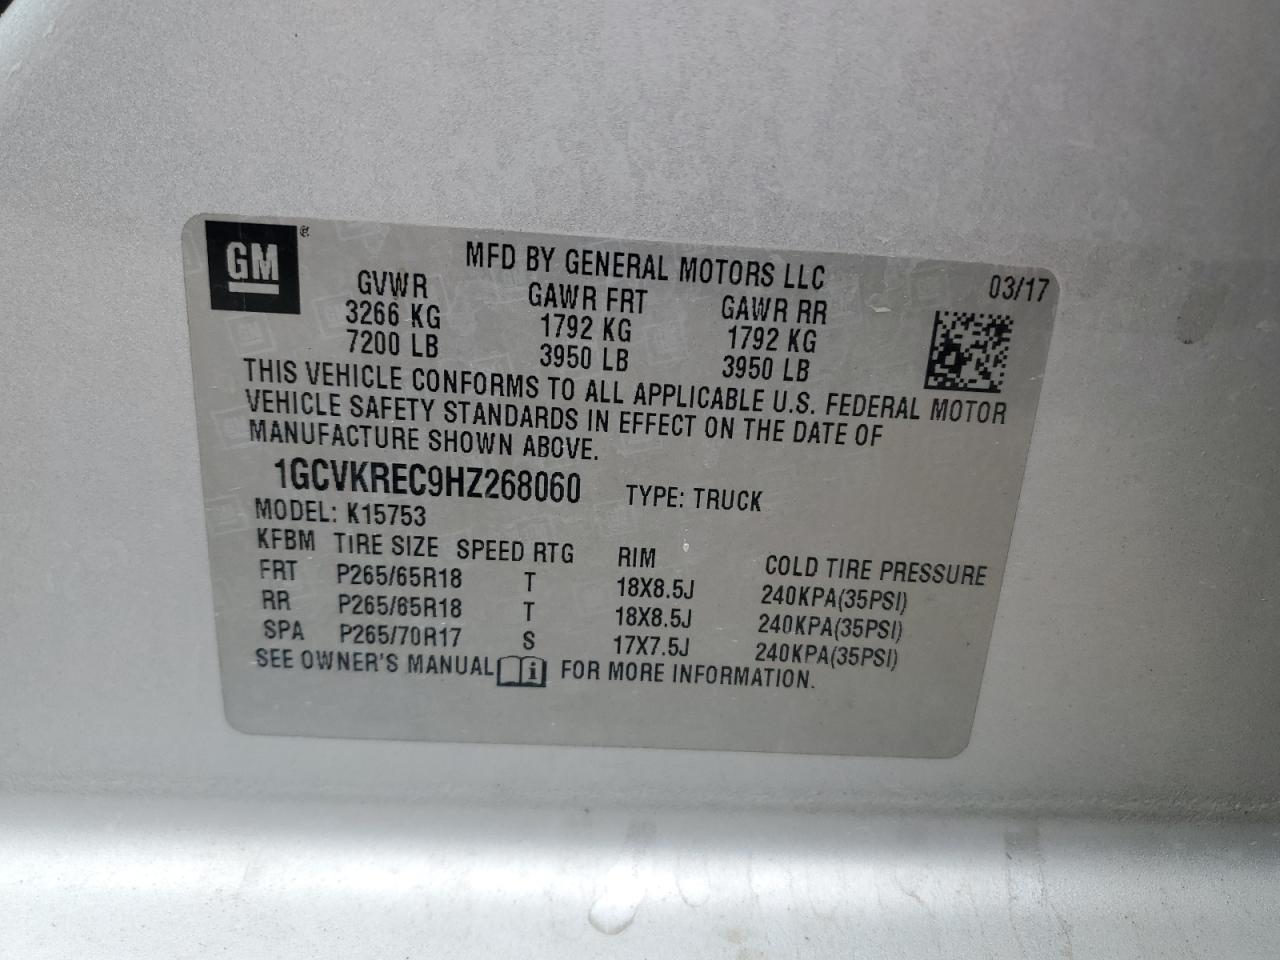 GM ®
MFD BY GENERAL MOTORS LLC 03/17
GVWR GAWR FRT GAWR RR
3266 KG 1792 KG 1792 KG
7200 LB 3950 LB 3950 LB
THIS VEHICLE CONFORMS TO ALL APPLICABLE U.S. FEDERAL MOTOR
VEHICLE SAFETY STANDARDS IN EFFECT ON THE DATE OF
MANUFACTURE SHOWN ABOVE.
1GCVKREC9HZ268060 TYPE: TRUCK
MODEL: K15753
KFBM TIRE SIZE SPEED RTG RIM COLD TIRE PRESSURE
FRT P265/65R18 T 18X8.5J 240KPA(35PSI)
RR P265/65R18 T 18X8.5J 240KPA(35PSI)
SPA P265/70R17 S 17X7.5J 240KPA(35PSI)
SEE OWNER'S MANUAL i FOR MORE INFORMATION.